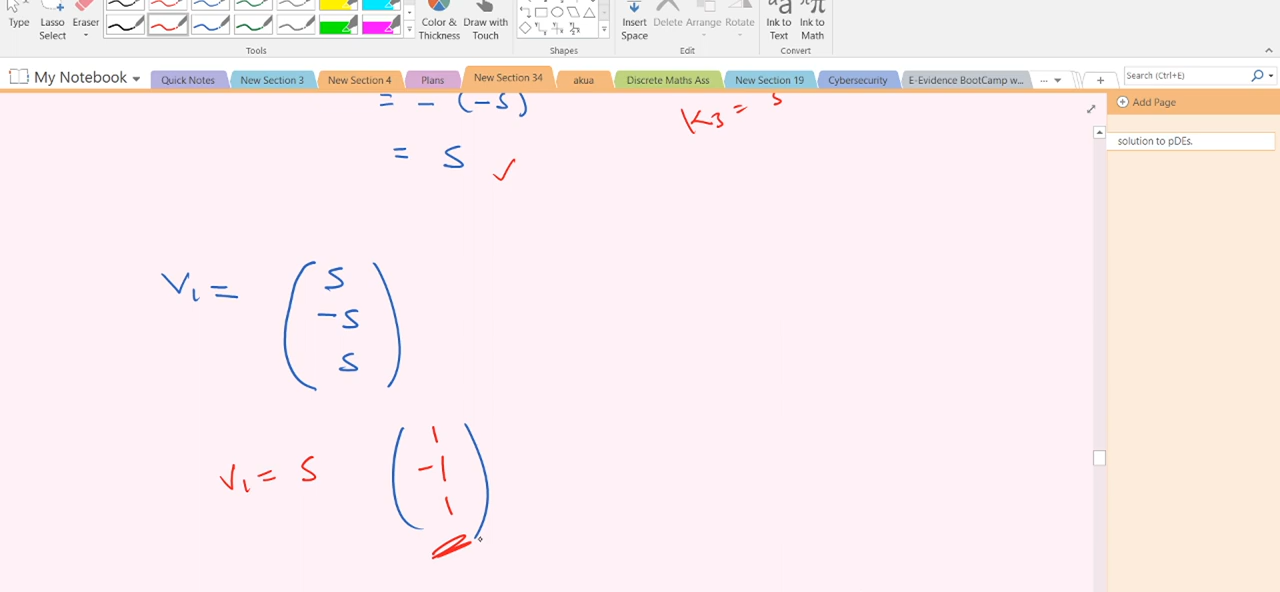 Type
Lasso Select
Eraser
Color & Thickness
Draw with Touch
Insert Space
Delete
Arrange
Rotate
Ink to Text
Ink to Math
Tools
Shapes
Edit
Convert
My Notebook
Quick Notes
New Section 3
New Section 4
Plans
New Section 34
akua
Discrete Maths Ass
New Section 19
Cybersecurity
E-Evidence BootCamp w...
...
Search (Ctrl+E)
Add Page
solution to pDEs.
= - (-s)
K3 = s
= s ✓
V1 =
s
-s
s
V1 = s
1
-1
1